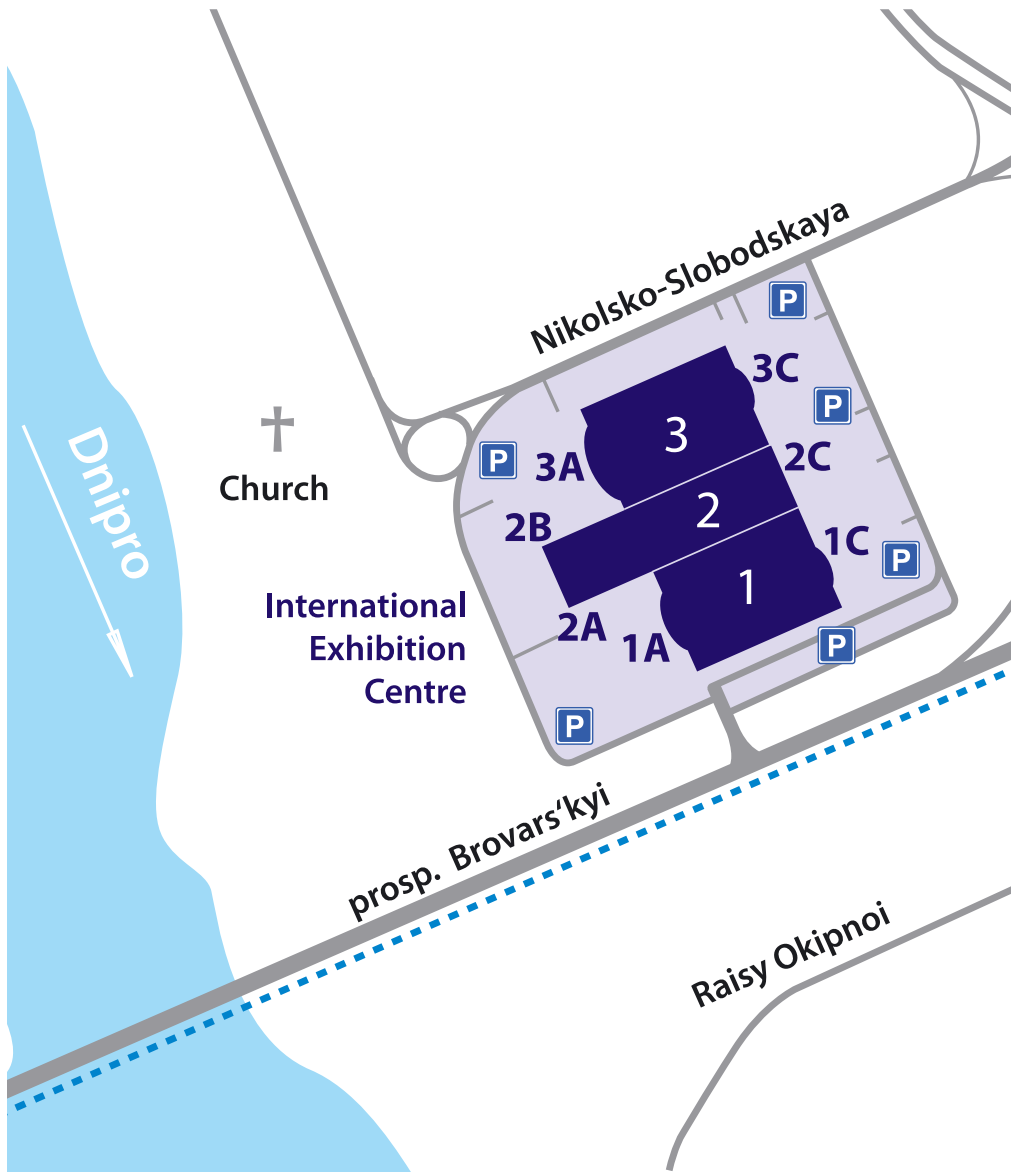 Nikolsko-Slobodskaya
P
3C
P
3
Dnipro
P
3A
2C
Church
2B
2
1C
P
International
Exhibition
Centre
1
2A
1A
P
P
prosp. Brovars‘kyi
Raisy Okipnoi